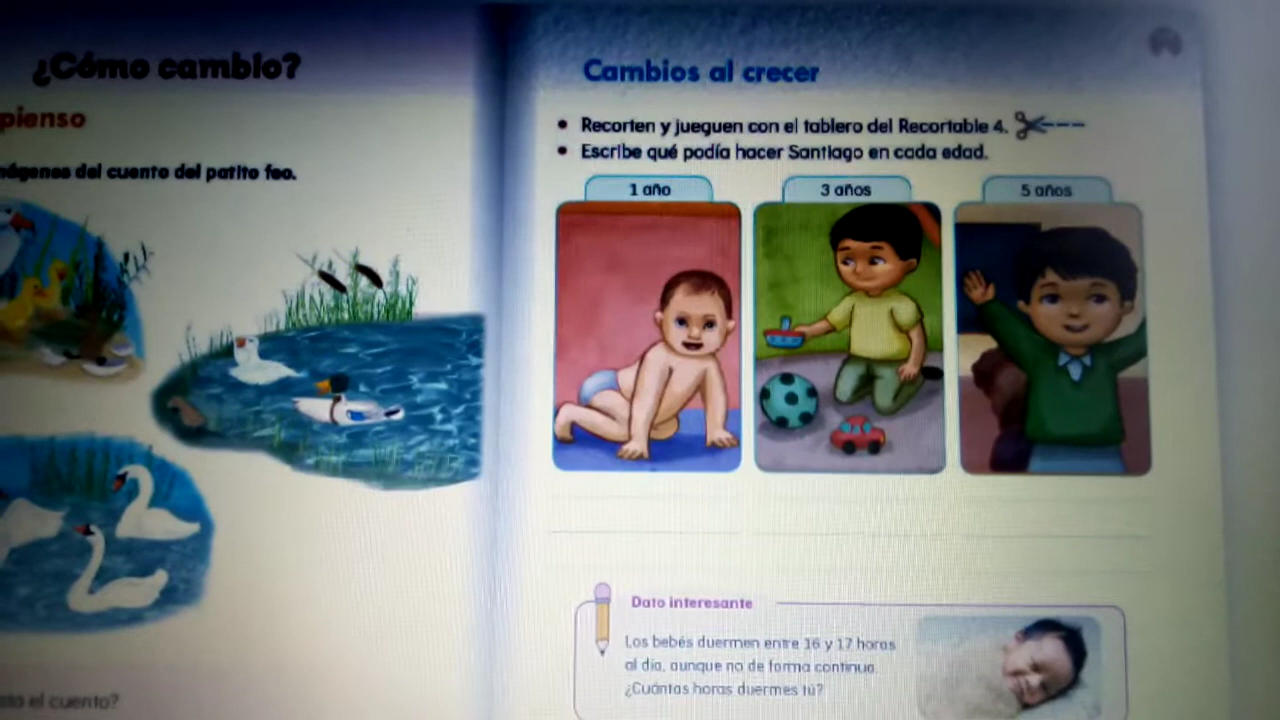 ¿Cómo cambio?
pienso
mágenes del cuento del patito feo.
el cuento?
Cambios al crecer
• Recorten y jueguen con el tablero del Recortable 4.
• Escribe qué podía hacer Santiago en cada edad.
1 año
3 años
5 años
Dato interesante
Los bebés duermen entre 16 y 17 horas
al día, aunque no de forma continua.
¿Cuántas horas duermes tú?